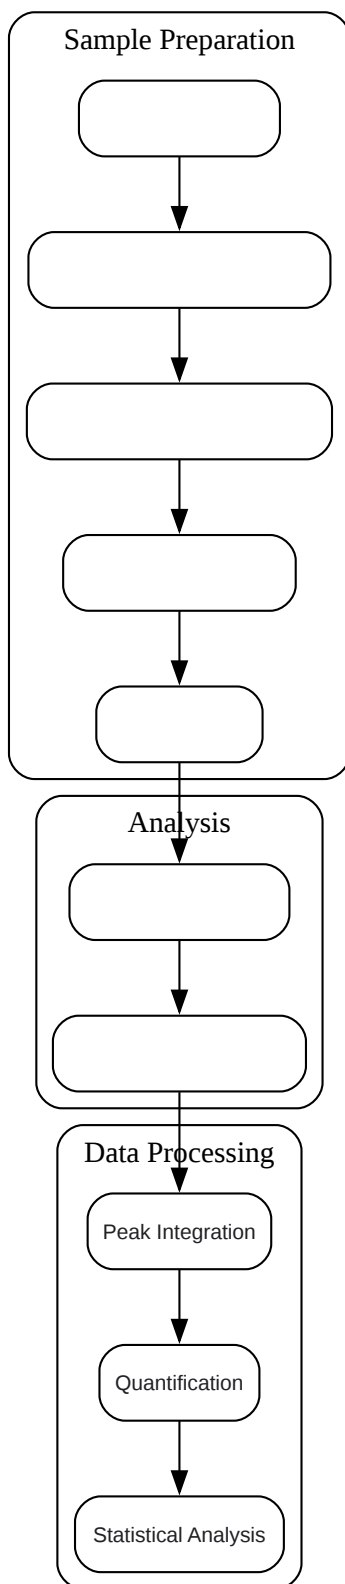 Sample Preparation
Analysis
Data Processing
Peak Integration
Quantification
Statistical Analysis